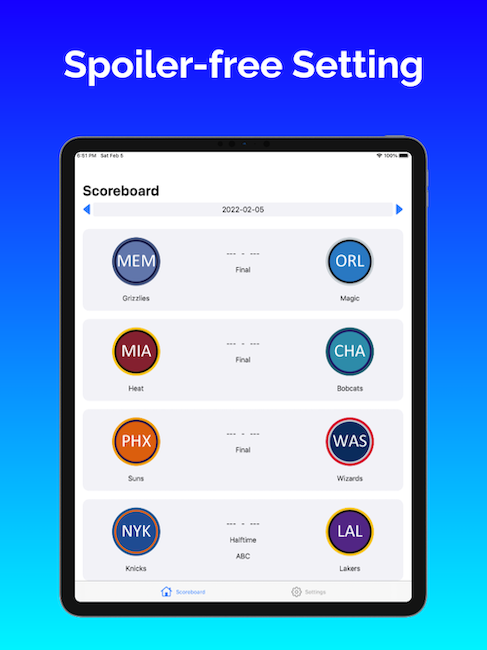 Spoiler-free Setting
6:51 PM Sat Feb 5 100%
Scoreboard
2022-02-05
MEM --- - --- ORL
Final
Grizzlies Magic
MIA --- - --- CHA
Final
Heat Bobcats
PHX --- - --- WAS
Final
Suns Wizards
NYK --- - --- LAL
Halftime
ABC
Knicks Lakers
Scoreboard Settings